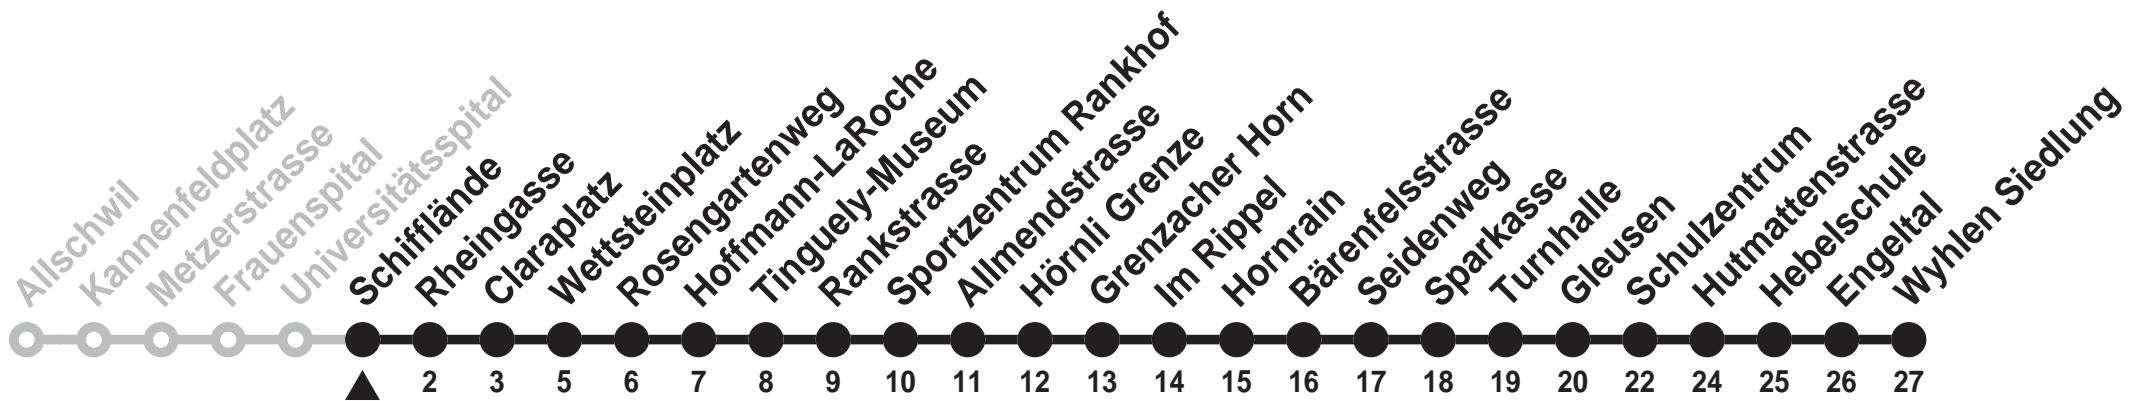 Allschwil
Kannenfeldplatz
Metzerstrasse
Frauenspital
Universitätsspital
Schifflände
Rheingasse
Claraplatz
Wettsteinplatz
Rosengartenweg
Hoffmann-LaRoche
Tinguely-Museum
Rankstrasse
Sportzentrum Rankhof
Allmendstrasse
Hörnli Grenze
Grenzacher Horn
Im Rippel
Hornrain
Bärenfelsstrasse
Seidenweg
Sparkasse
Turnhalle
Gleusen
Schulzentrum
Hutmattenstrasse
Hebelschule
Engeltal
Wyhlen Siedlung
2 3 5 6 7 8 9 10 11 12 13 14 15 16 17 18 19 20 22 24 25 26 27